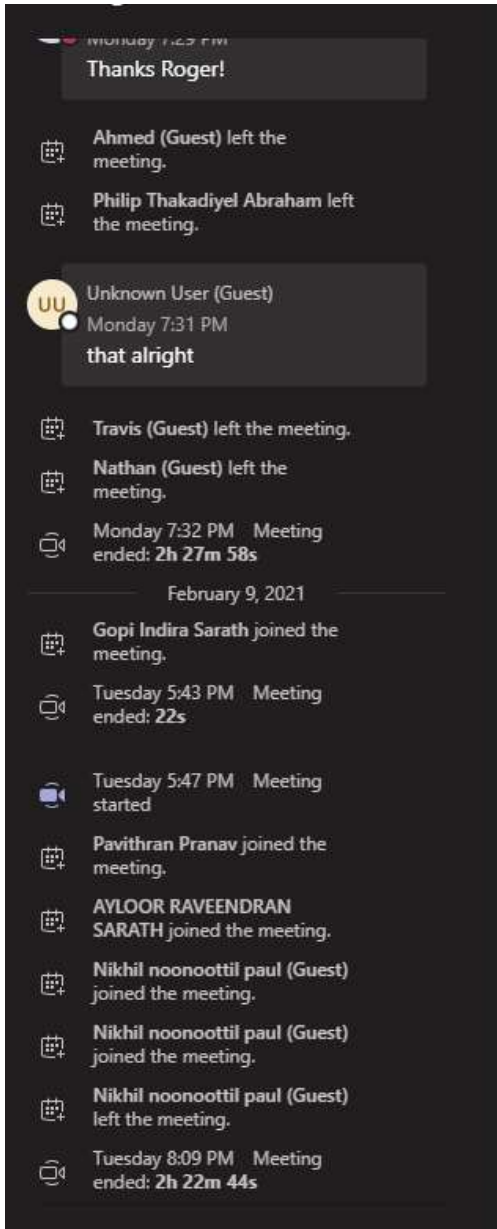 Monday 7:29 PM
Thanks Roger!
Ahmed (Guest) left the
meeting.
Philip Thakadiyel Abraham left
the meeting.
UU
Unknown User (Guest)
Monday 7:31 PM
that alright
Travis (Guest) left the meeting.
Nathan (Guest) left the
meeting.
Monday 7:32 PM Meeting
ended: 2h 27m 58s
February 9, 2021
Gopi Indira Sarath joined the
meeting.
Tuesday 5:43 PM Meeting
ended: 22s
Tuesday 5:47 PM Meeting
started
Pavithran Pranav joined the
meeting.
AYLOOR RAVEENDRAN
SARATH joined the meeting.
Nikhil noonoottil paul (Guest)
joined the meeting.
Nikhil noonoottil paul (Guest)
joined the meeting.
Nikhil noonoottil paul (Guest)
left the meeting.
Tuesday 8:09 PM Meeting
ended: 2h 22m 44s